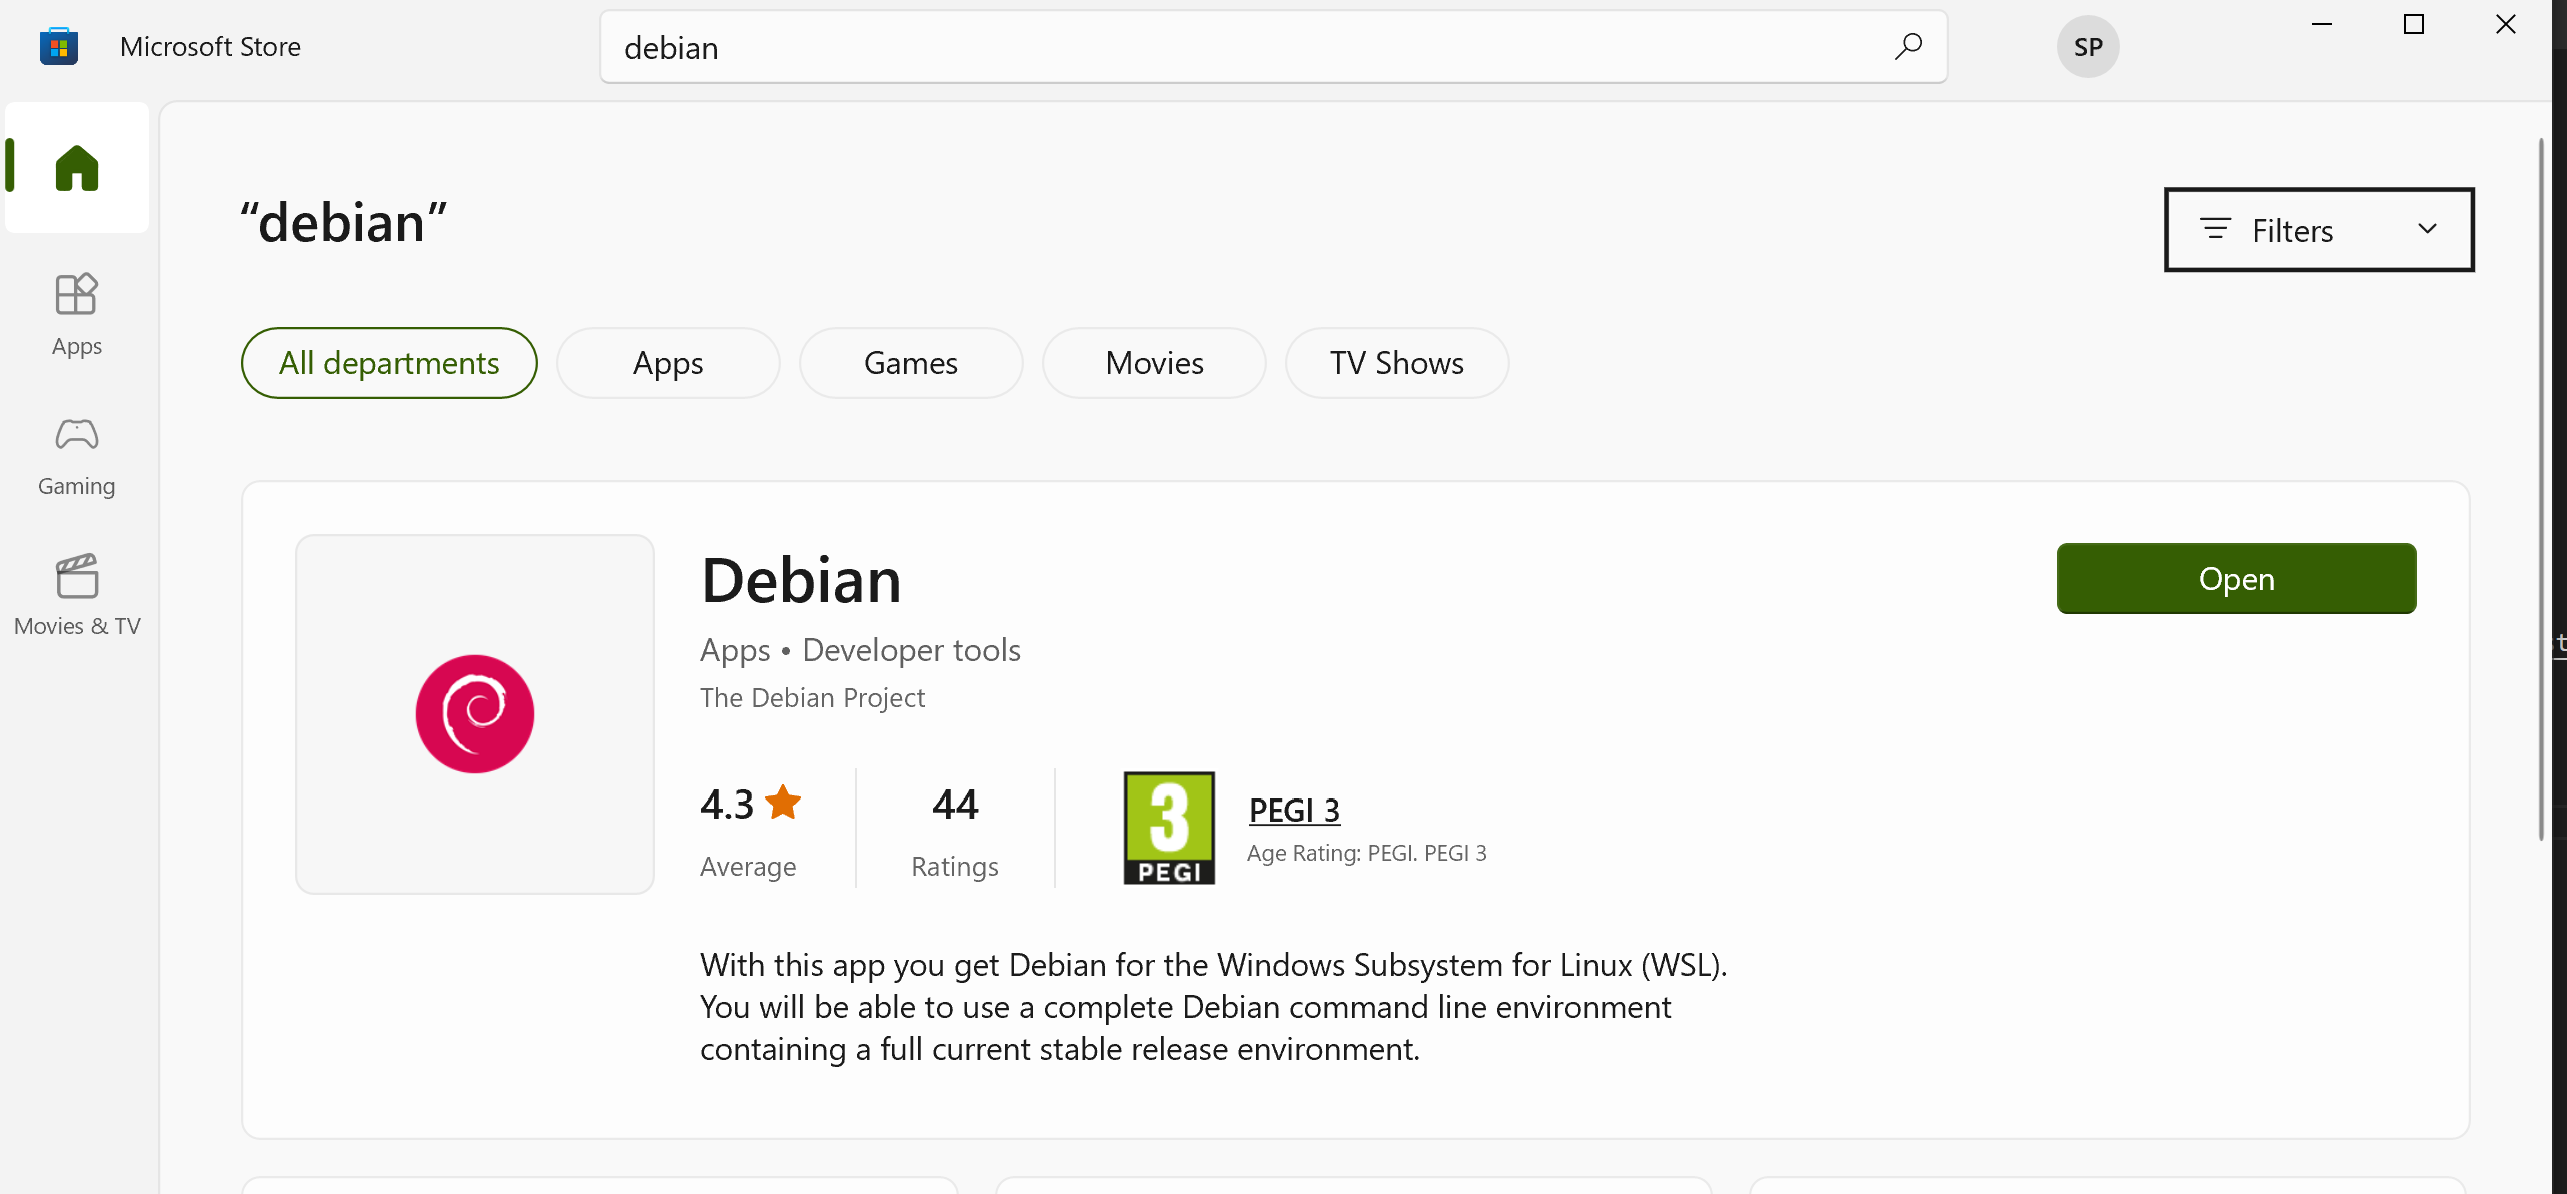 Microsoft Store
debian
SP
Apps
Gaming
Movies & TV
“debian”
Filters
All departments
Apps
Games
Movies
TV Shows
Debian
Open
Apps • Developer tools
The Debian Project
4.3
Average
44
Ratings
3
PEGI
PEGI 3
Age Rating: PEGI. PEGI 3
With this app you get Debian for the Windows Subsystem for Linux (WSL).
You will be able to use a complete Debian command line environment
containing a full current stable release environment.